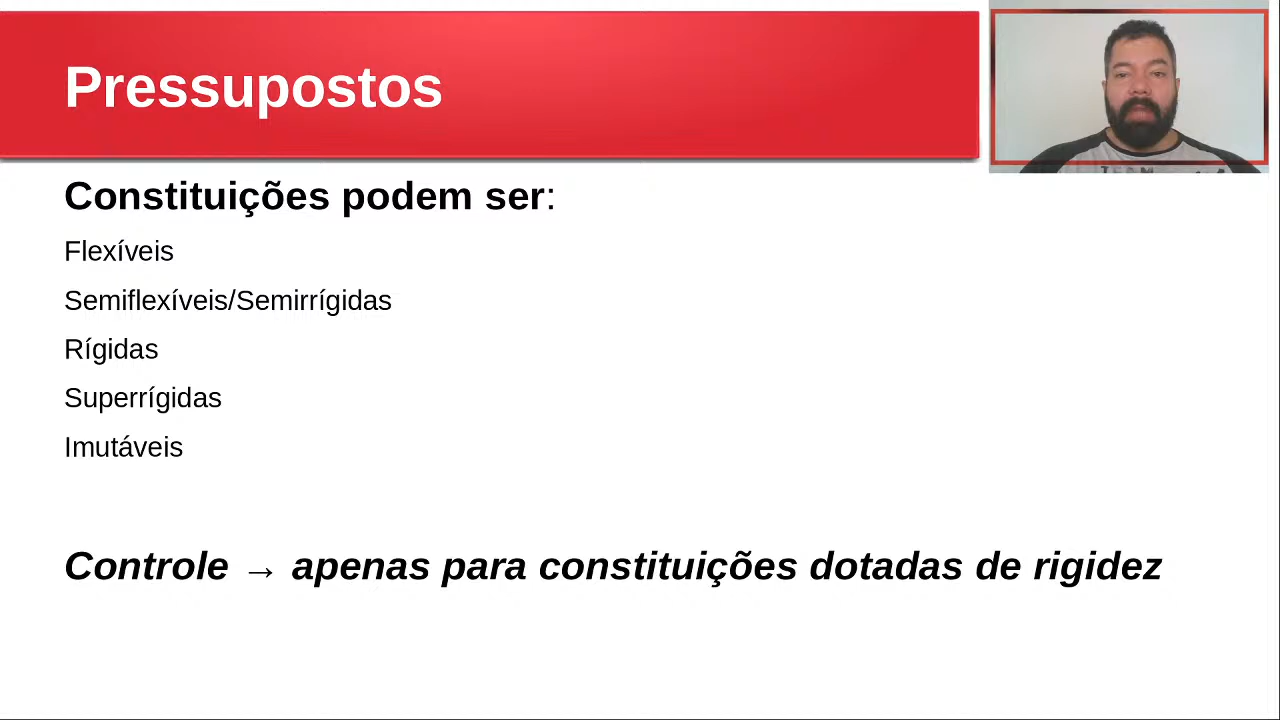 Pressupostos
Constituições podem ser:
Flexíveis
Semiflexíveis/Semirrígidas
Rígidas
Superrígidas
Imutáveis
Controle → apenas para constituições dotadas de rigidez